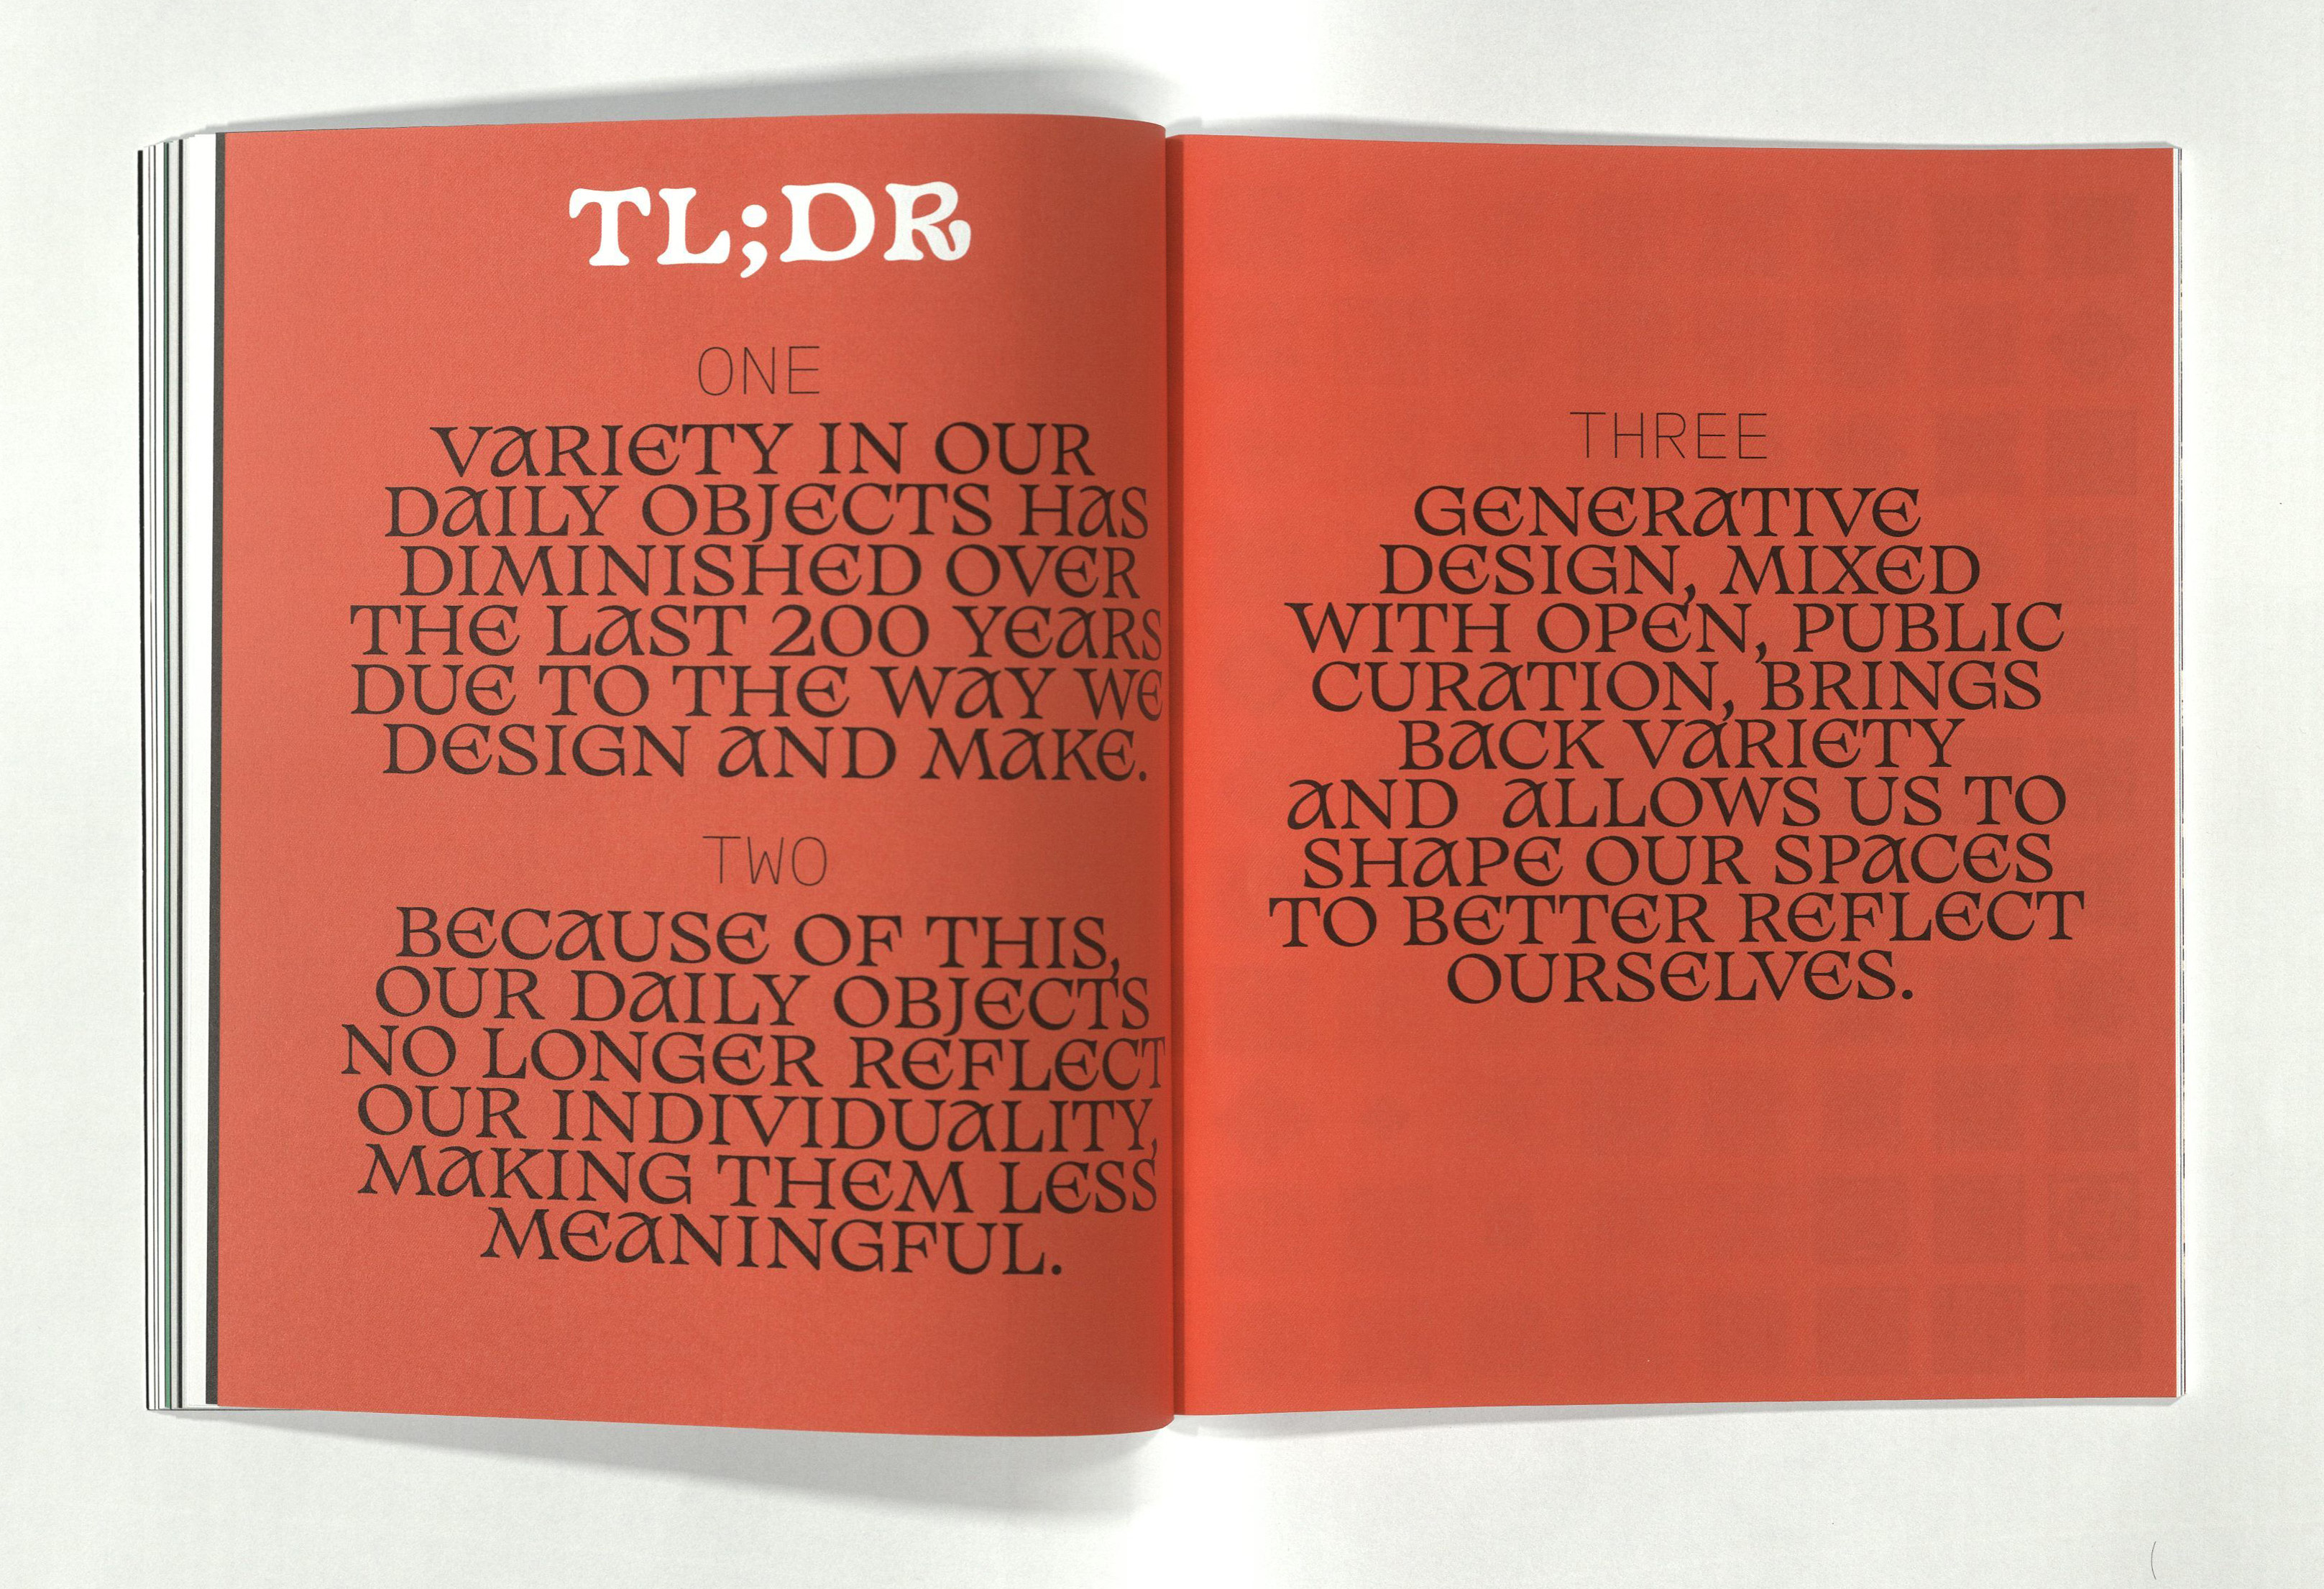 TL;DR
ONE
VaRIETY IN OUR
DaILY OBJECTS HaS
DIMINISHED OVER
THE LaST 200 YEaRS
DUE TO THE WaY WE
DESIGN aND MaKE.
TWO
BECaUSE OF THIS,
OUR DaILY OBJECTS
NO LONGER REFLECT
OUR INDIVIDUaLITY,
MaKING THEM LESS
MEaNINGFUL.
THREE
GENERaTIVE
DESIGN, MIXED
WITH OPEN, PUBLIC
CURaTION, BRINGS
BaCK VaRIETY
aND aLLOWS US TO
SHaPE OUR SPaCES
TO BETTER REFLECT
OURSELVES.